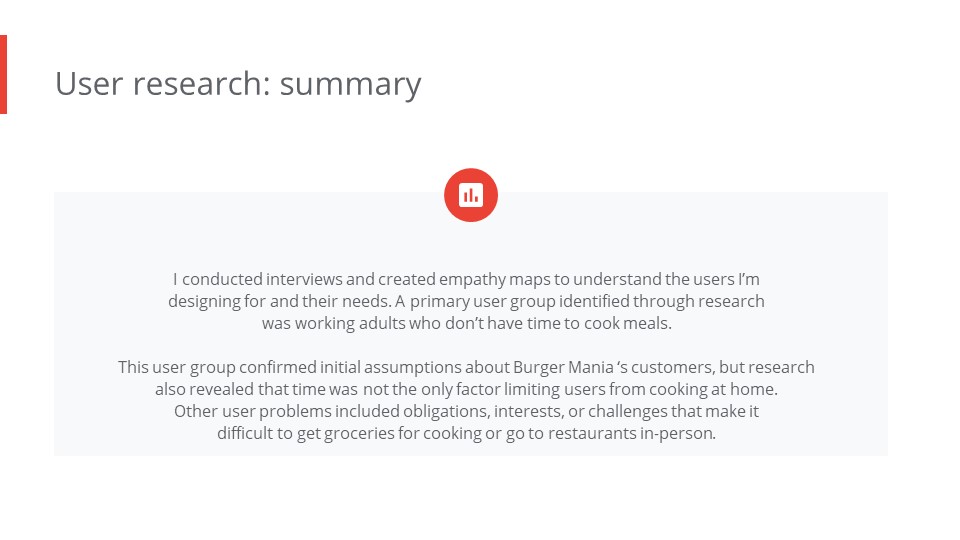 User research: summary
I conducted interviews and created empathy maps to understand the users I’m
designing for and their needs. A primary user group identified through research
was working adults who don’t have time to cook meals.
This user group confirmed initial assumptions about Burger Mania ‘s customers, but research
also revealed that time was not the only factor limiting users from cooking at home.
Other user problems included obligations, interests, or challenges that make it
difficult to get groceries for cooking or go to restaurants in-person.